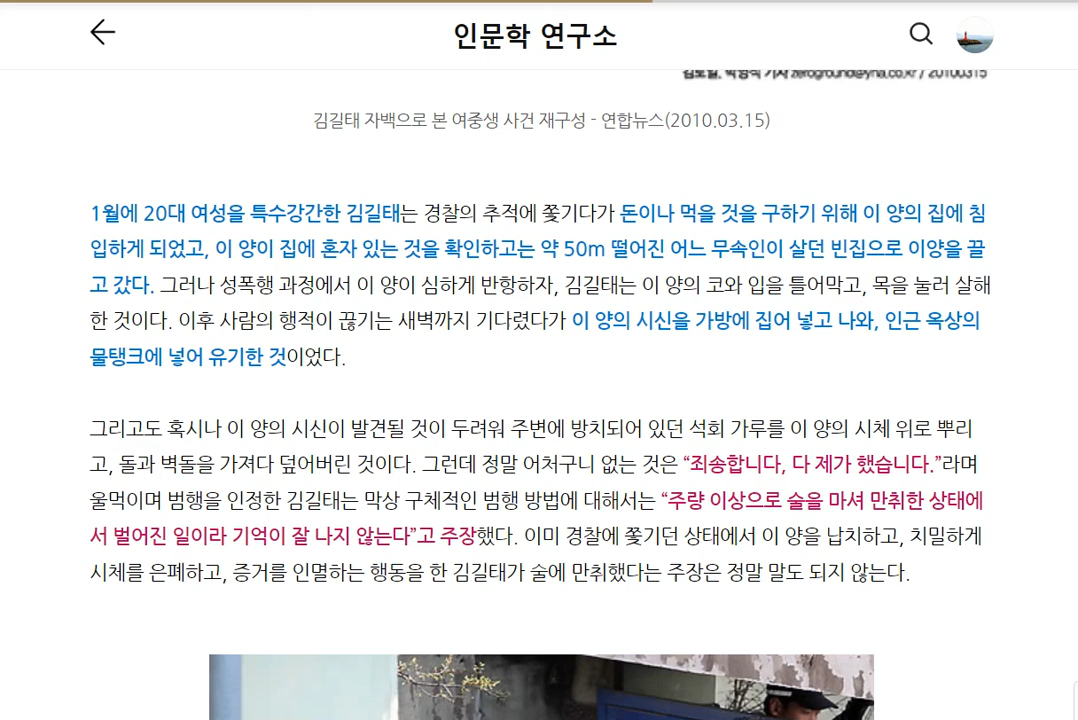 인문학 연구소
기자 zeroground@yna.co.kr / 20100315
김길태 자백으로 본 여중생 사건 재구성 - 연합뉴스(2010.03.15)
1월에 20대 여성을 특수강간한 김길태는 경찰의 추적에 쫓기다가 돈이나 먹을 것을 구하기 위해 이 양의 집에 침
입하게 되었고, 이 양이 집에 혼자 있는 것을 확인하고는 약 50m 떨어진 어느 무속인이 살던 빈집으로 이양을 끌
고 갔다. 그러나 성폭행 과정에서 이 양이 심하게 반항하자, 김길태는 이 양의 코와 입을 틀어막고, 목을 눌러 살해
한 것이다. 이후 사람의 행적이 끊기는 새벽까지 기다렸다가 이 양의 시신을 가방에 집어 넣고 나와, 인근 옥상의
물탱크에 넣어 유기한 것이었다.
그리고도 혹시나 이 양의 시신이 발견될 것이 두려워 주변에 방치되어 있던 석회 가루를 이 양의 시체 위로 뿌리
고, 돌과 벽돌을 가져다 덮어버린 것이다. 그런데 정말 어처구니 없는 것은 “죄송합니다, 다 제가 했습니다.”라며
울먹이며 범행을 인정한 김길태는 막상 구체적인 범행 방법에 대해서는 “주량 이상으로 술을 마셔 만취한 상태에
서 벌어진 일이라 기억이 잘 나지 않는다”고 주장했다. 이미 경찰에 쫓기던 상태에서 이 양을 납치하고, 치밀하게
시체를 은폐하고, 증거를 인멸하는 행동을 한 김길태가 술에 만취했다는 주장은 정말 말도 되지 않는다.